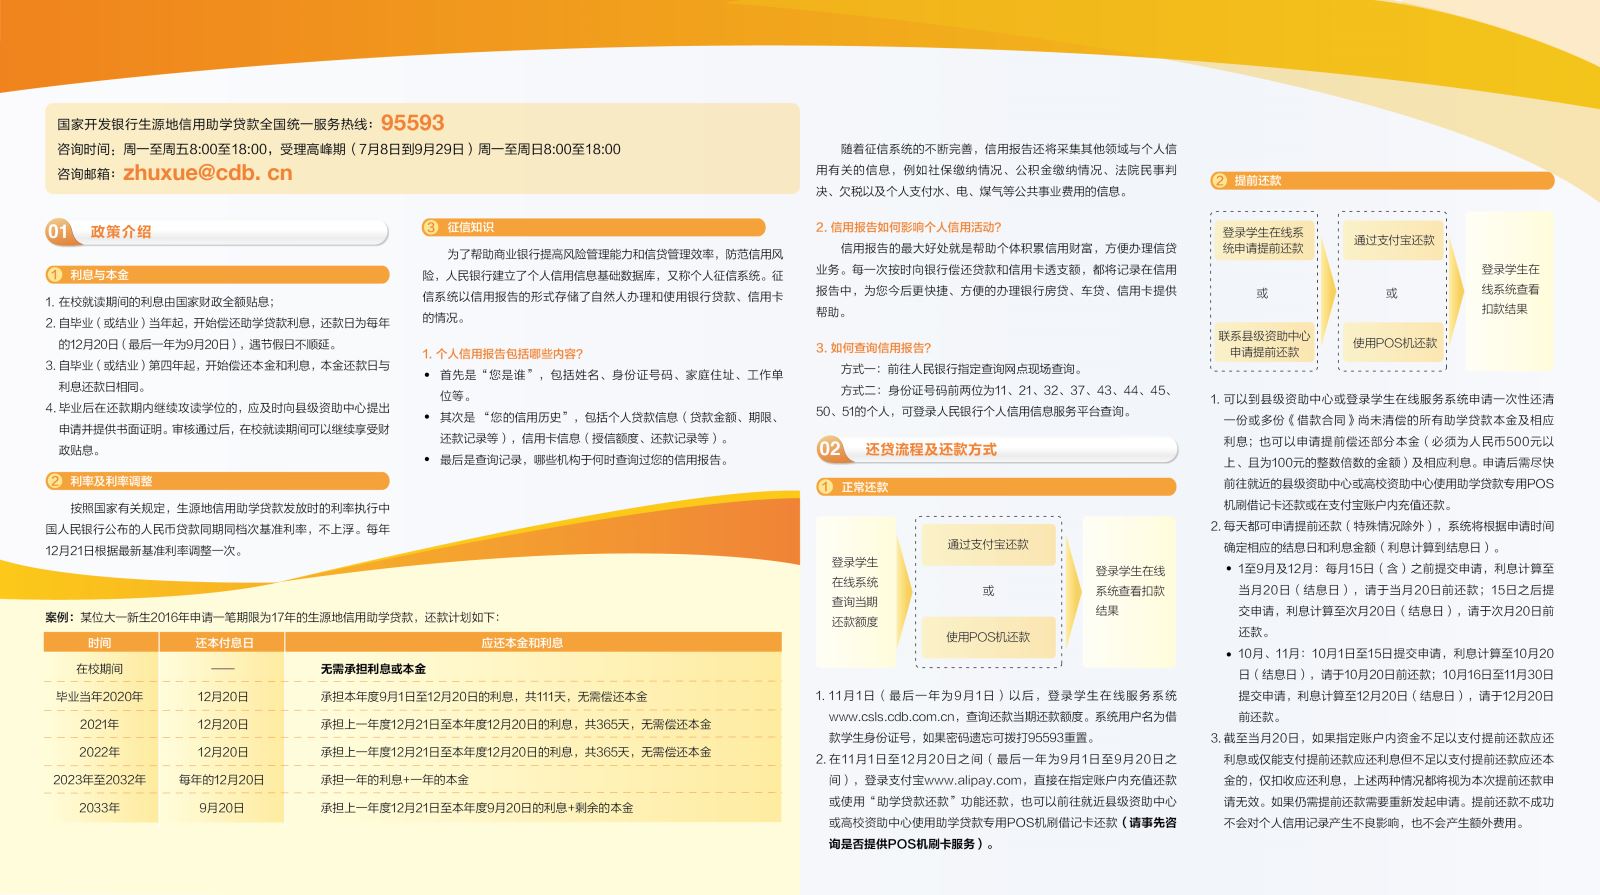 国家开发银行生源地信用助学贷款全国统一服务热线：95593
咨询时间：周一至周五8:00至18:00，受理高峰期（7月8日到9月29日）周一至周日8:00至18:00
咨询邮箱：zhuxue@cdb. cn
01 政策介绍
1 利息与本金
1. 在校就读期间的利息由国家财政全额贴息；
2. 自毕业（或结业）当年起，开始偿还助学贷款利息，还款日为每年
的12月20日（最后一年为9月20日），遇节假日不顺延。
3. 自毕业（或结业）第四年起，开始偿还本金和利息，本金还款日与
利息还款日相同。
4. 毕业后在还款期内继续攻读学位的，应及时向县级资助中心提出
申请并提供书面证明。审核通过后，在校就读期间可以继续享受财
政贴息。
2 利率及利率调整
按照国家有关规定，生源地信用助学贷款发放时的利率执行中
国人民银行公布的人民币贷款同期同档次基准利率，不上浮。每年
12月21日根据最新基准利率调整一次。
3 征信知识
为了帮助商业银行提高风险管理能力和信贷管理效率，防范信用风
险，人民银行建立了个人信用信息基础数据库，又称个人征信系统。征
信系统以信用报告的形式存储了自然人办理和使用银行贷款、信用卡
的情况。
1. 个人信用报告包括哪些内容？
• 首先是“您是谁”，包括姓名、身份证号码、家庭住址、工作单
位等。
• 其次是 “您的信用历史”，包括个人贷款信息（贷款金额、期限、
还款记录等），信用卡信息（授信额度、还款记录等）。
• 最后是查询记录，哪些机构于何时查询过您的信用报告。
案例：某位大一新生2016年申请一笔期限为17年的生源地信用助学贷款，还款计划如下：
时间 还本付息日 应还本金和利息
在校期间 —— 无需承担利息或本金
毕业当年2020年 12月20日 承担本年度9月1日至12月20日的利息，共111天，无需偿还本金
2021年 12月20日 承担上一年度12月21日至本年度12月20日的利息，共365天，无需偿还本金
2022年 12月20日 承担上一年度12月21日至本年度12月20日的利息，共365天，无需偿还本金
2023年至2032年 每年的12月20日 承担一年的利息+一年的本金
2033年 9月20日 承担上一年度12月21日至本年度9月20日的利息+剩余的本金
随着征信系统的不断完善，信用报告还将采集其他领域与个人信
用有关的信息，例如社保缴纳情况、公积金缴纳情况、法院民事判
决、欠税以及个人支付水、电、煤气等公共事业费用的信息。
2. 信用报告如何影响个人信用活动？
信用报告的最大好处就是帮助个体积累信用财富，方便办理信贷
业务。每一次按时向银行偿还贷款和信用卡透支额，都将记录在信用
报告中，为您今后更快捷、方便的办理银行房贷、车贷、信用卡提供
帮助。
3. 如何查询信用报告？
方式一：前往人民银行指定查询网点现场查询。
方式二：身份证号码前两位为11、21、32、37、43、44、45、
50、51的个人，可登录人民银行个人信用信息服务平台查询。
02 还贷流程及还款方式
1 正常还款
登录学生
在线系统
查询当期
还款额度
通过支付宝还款
或
使用POS机还款
登录学生在线
系统查看扣款
结果
1. 11月1日（最后一年为9月1日）以后，登录学生在线服务系统
www.csls.cdb.com.cn，查询还款当期还款额度。系统用户名为借
款学生身份证号，如果密码遗忘可拨打95593重置。
2. 在11月1日至12月20日之间（最后一年为9月1日至9月20日之
间），登录支付宝www.alipay.com，直接在指定账户内充值还款
或使用“助学贷款还款”功能还款，也可以前往就近县级资助中心
或高校资助中心使用助学贷款专用POS机刷借记卡还款（请事先咨
询是否提供POS机刷卡服务）。
2 提前还款
登录学生在线系
统申请提前还款
或
联系县级资助中心
申请提前还款
通过支付宝还款
或
使用POS机还款
登录学生在
线系统查看
扣款结果
1. 可以到县级资助中心或登录学生在线服务系统申请一次性还清
一份或多份《借款合同》尚未清偿的所有助学贷款本金及相应
利息；也可以申请提前偿还部分本金（必须为人民币500元以
上、且为100元的整数倍数的金额）及相应利息。申请后需尽快
前往就近的县级资助中心或高校资助中心使用助学贷款专用POS
机刷借记卡还款或在支付宝账户内充值还款。
2. 每天都可申请提前还款（特殊情况除外），系统将根据申请时间
确定相应的结息日和利息金额（利息计算到结息日）。
• 1至9月及12月：每月15日（含）之前提交申请，利息计算至
当月20日（结息日），请于当月20日前还款；15日之后提
交申请，利息计算至次月20日（结息日），请于次月20日前
还款。
• 10月、11月：10月1日至15日提交申请，利息计算至10月20
日（结息日），请于10月20日前还款；10月16日至11月30日
提交申请，利息计算至12月20日（结息日），请于12月20日
前还款。
3. 截至当月20日，如果指定账户内资金不足以支付提前还款应还
利息或仅能支付提前还款应还利息但不足以支付提前还款应还本
金的，仅扣收应还利息，上述两种情况都将视为本次提前还款申
请无效。如果仍需提前还款需要重新发起申请。提前还款不成功
不会对个人信用记录产生不良影响，也不会产生额外费用。